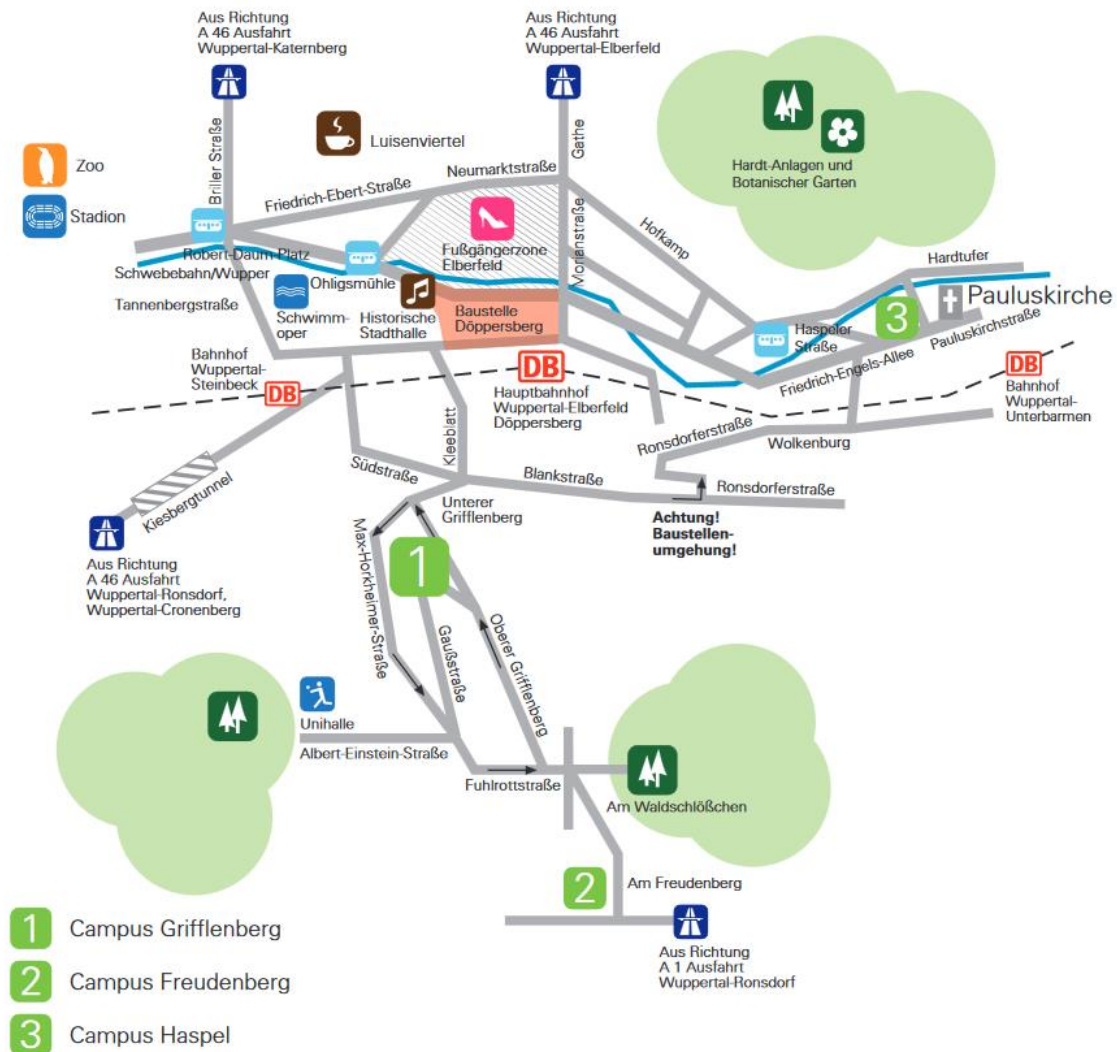 Aus Richtung
A 46 Ausfahrt
Wuppertal-Katernberg
Aus Richtung
A 46 Ausfahrt
Wuppertal-Elberfeld
Zoo
Stadion
Briller Straße
Luisenviertel
Gathe
Hardt-Anlagen und
Botanischer Garten
Friedrich-Ebert-Straße
Neumarktstraße
Fußgängerzone
Elberfeld
Morianstraße
Hofkamp
Robert-Daum-Platz
Schwebebahn/Wupper
Ohligsmühle
Hardtufer
Tannenbergstraße
Schwimm-
oper
Historische
Stadthalle
Baustelle
Döppersberg
Haspeler
Straße
3
Pauluskirche
Pauluskirchstraße
Friedrich-Engels-Allee
Bahnhof
Wuppertal-
Steinbeck
DB
DB
Hauptbahnhof
Wuppertal-Elberfeld
Döppersberg
DB
Bahnhof
Wuppertal-
Unterbarmen
Kleeblatt
Ronsdorferstraße
Wolkenburg
Südstraße
Blankstraße
Ronsdorferstraße
Kiesbergtunnel
Unterer
Grifflenberg
Achtung!
Baustellen-
umgehung!
Aus Richtung
A 46 Ausfahrt
Wuppertal-Ronsdorf,
Wuppertal-Cronenberg
1
Max-Horkheimer-Straße
Gaußstraße
Oberer Grifflenberg
Unihalle
Albert-Einstein-Straße
Fuhlrottstraße
Am Waldschlößchen
2
Am Freudenberg
Aus Richtung
A 1 Ausfahrt
Wuppertal-Ronsdorf
1 Campus Grifflenberg
2 Campus Freudenberg
3 Campus Haspel